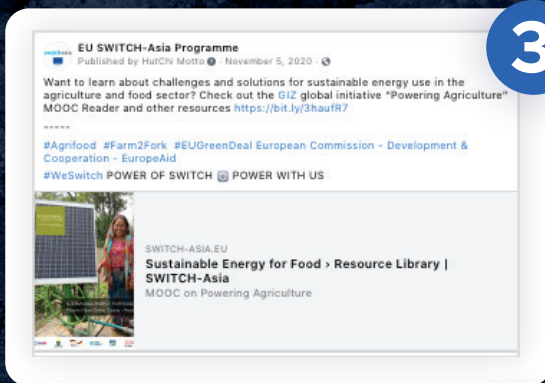 3
EU SWITCH-Asia Programme
Published by HutChi Motto · November 5, 2020 ·
Want to learn about challenges and solutions for sustainable energy use in the
agriculture and food sector? Check out the GIZ global initiative "Powering Agriculture"
MOOC Reader and other resources https://bit.ly/3haufR7
-----
#Agrifood #Farm2Fork #EUGreenDeal European Commission - Development &
Cooperation - EuropeAid
#WeSwitch POWER OF SWITCH POWER WITH US
SWITCH-ASIA.EU
Sustainable Energy for Food › Resource Library |
SWITCH-Asia
MOOC on Powering Agriculture